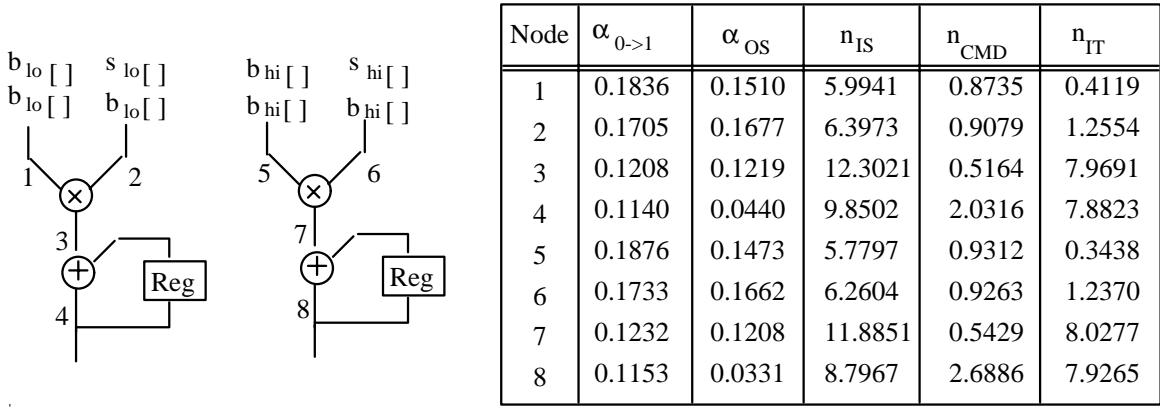 b lo [ ] s lo [ ] b hi [ ] s hi [ ]
b lo [ ] b lo [ ] b hi [ ] b hi [ ]
1 × 2 5 × 6
3 7
+ Reg + Reg
4 8
Node α 0->1 α OS n IS n CMD n IT
1 0.1836 0.1510 5.9941 0.8735 0.4119
2 0.1705 0.1677 6.3973 0.9079 1.2554
3 0.1208 0.1219 12.3021 0.5164 7.9691
4 0.1140 0.0440 9.8502 2.0316 7.8823
5 0.1876 0.1473 5.7797 0.9312 0.3438
6 0.1733 0.1662 6.2604 0.9263 1.2370
7 0.1232 0.1208 11.8851 0.5429 8.0277
8 0.1153 0.0331 8.7967 2.6886 7.9265